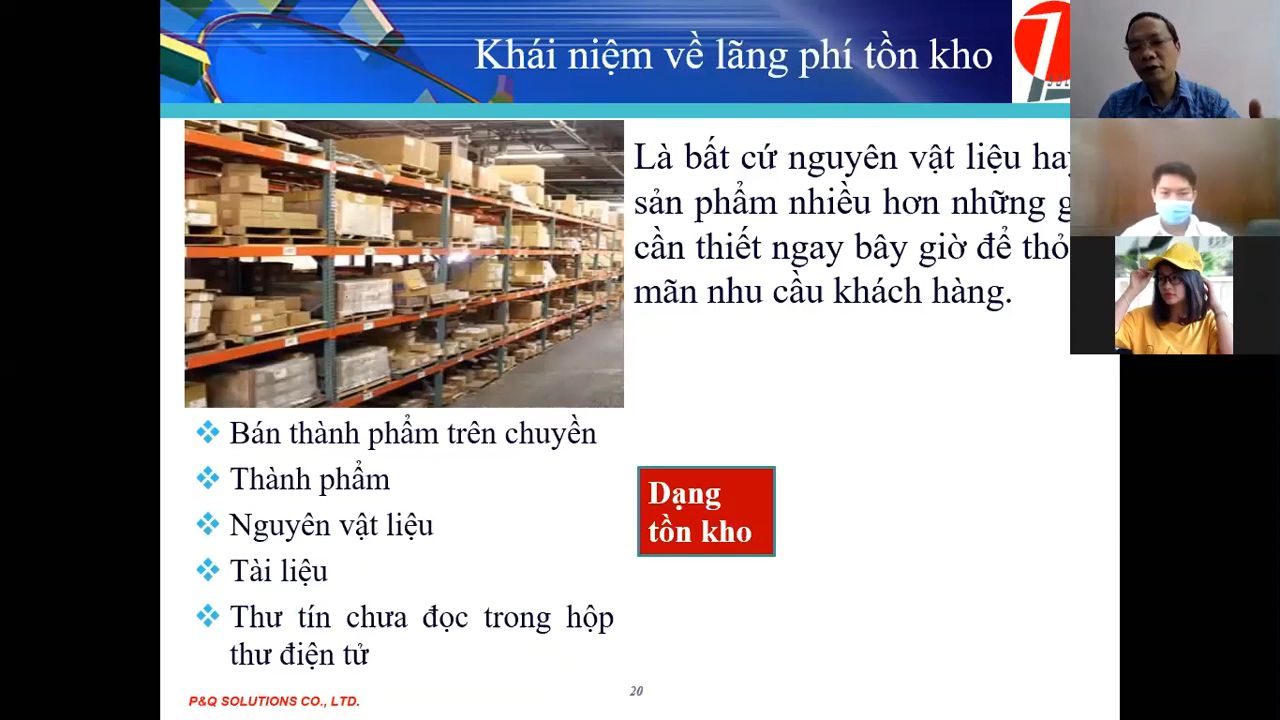 Khái niệm về lãng phí tồn kho
Là bất cứ nguyên vật liệu
sản phẩm nhiều hơn những
cần thiết ngay bây giờ để
mãn nhu cầu khách hàng.
Bán thành phẩm trên chuyền
Thành phẩm
Nguyên vật liệu
Tài liệu
Thư tín chưa đọc trong hộp
thư điện tử
Dạng
tồn kho
20
P&Q SOLUTIONS CO., LTD.